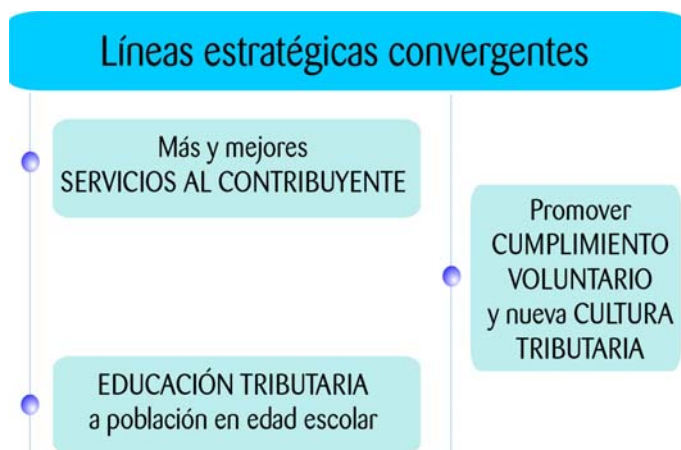 Líneas estratégicas convergentes
Más y mejores
SERVICIOS AL CONTRIBUYENTE
Promover
CUMPLIMIENTO
VOLUNTARIO
y nueva CULTURA
TRIBUTARIA
EDUCACIÓN TRIBUTARIA
a población en edad escolar